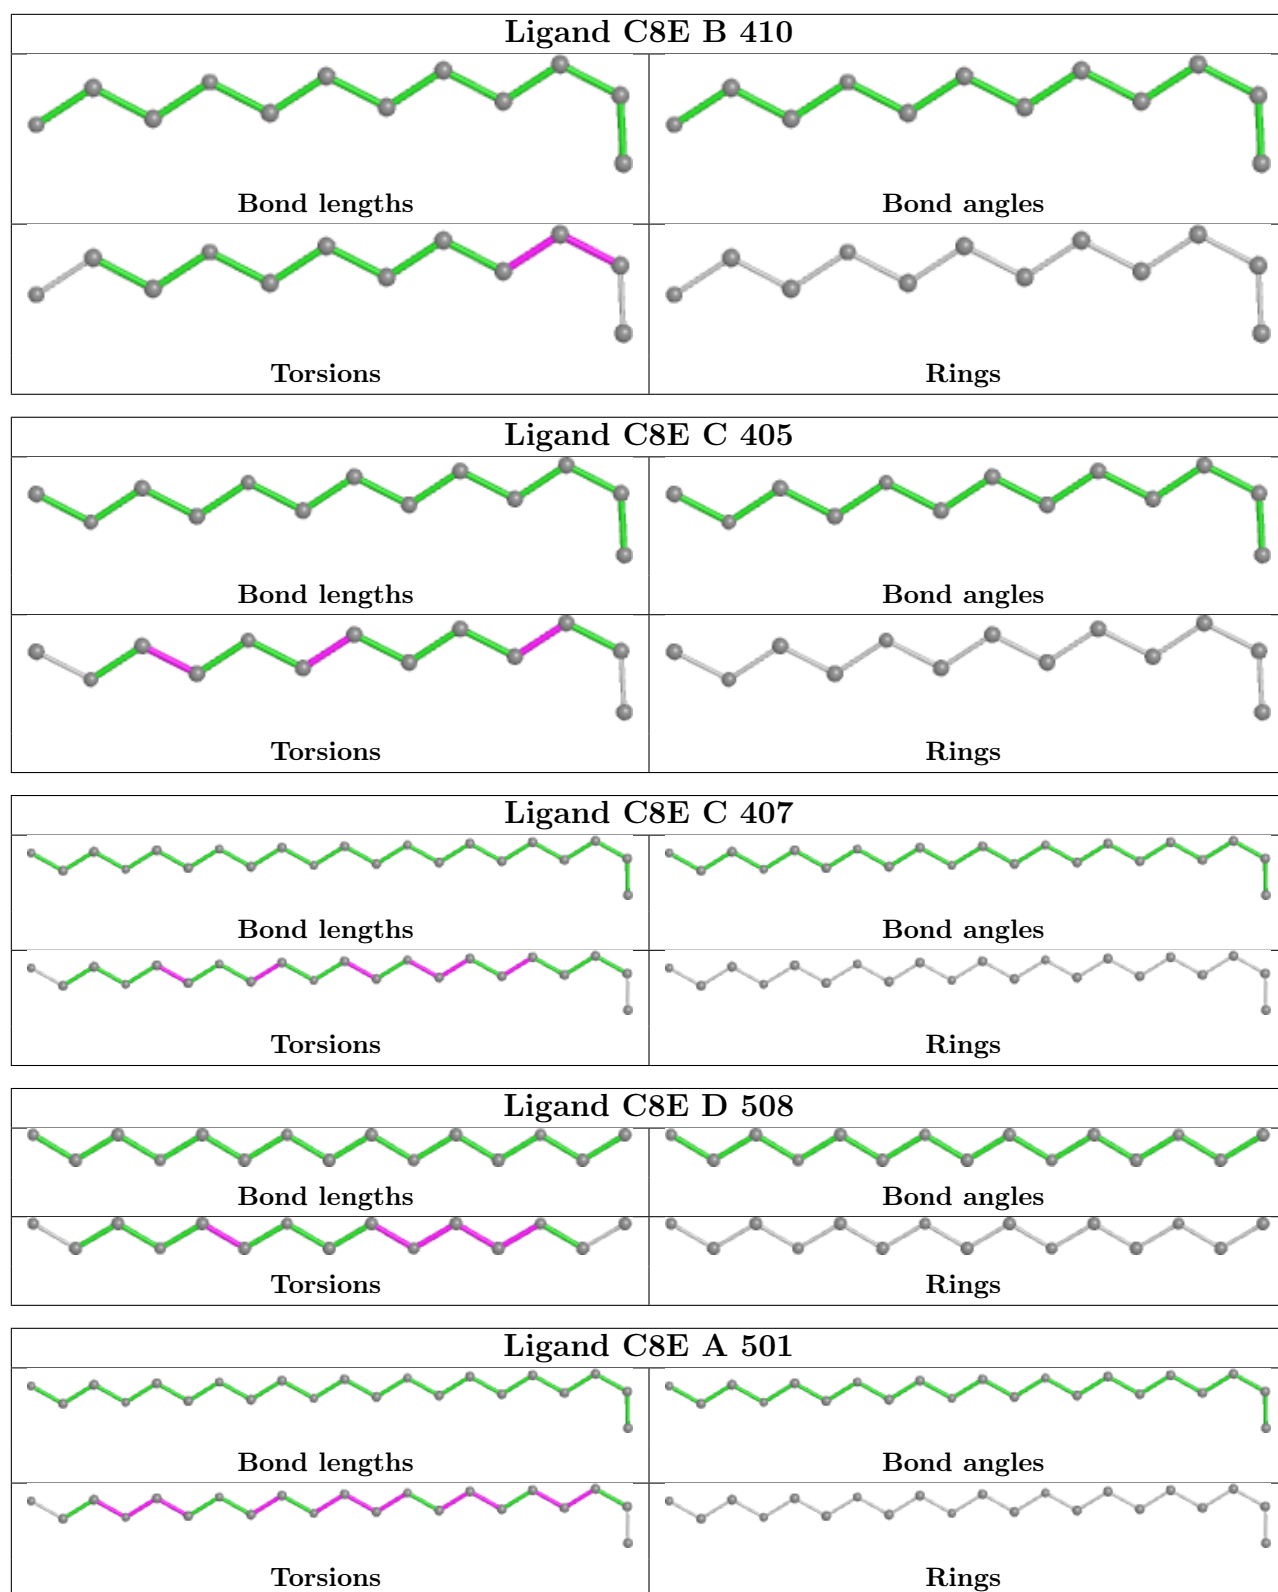 Ligand C8E B 410
Bond lengths
Bond angles
Torsions
Rings
Ligand C8E C 405
Bond lengths
Bond angles
Torsions
Rings
Ligand C8E C 407
Bond lengths
Bond angles
Torsions
Rings
Ligand C8E D 508
Bond lengths
Bond angles
Torsions
Rings
Ligand C8E A 501
Bond lengths
Bond angles
Torsions
Rings